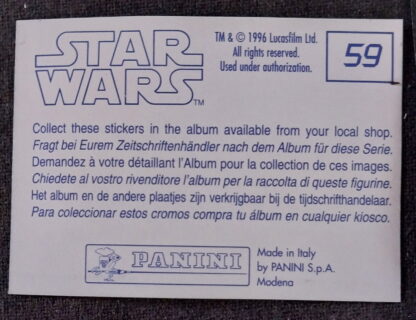 STAR
WARS™
TM & © 1996 Lucasfilm Ltd.
All rights reserved.
Used under authorization.
59
Collect these stickers in the album available from your local shop.
Fragt bei Eurem Zeitschriftenhändler nach dem Album für diese Serie.
Demandez à votre détaillant l'Album pour la collection de ces images.
Chiedete al vostro rivenditore l'album per la raccolta di queste figurine.
Het album en de andere plaatjes zijn verkrijgbaar bij de tijdschrifthandelaar.
Para coleccionar estos cromos compra tu álbum en cualquier kiosco.
PANINI
Made in Italy
by PANINI S.p.A.
Modena